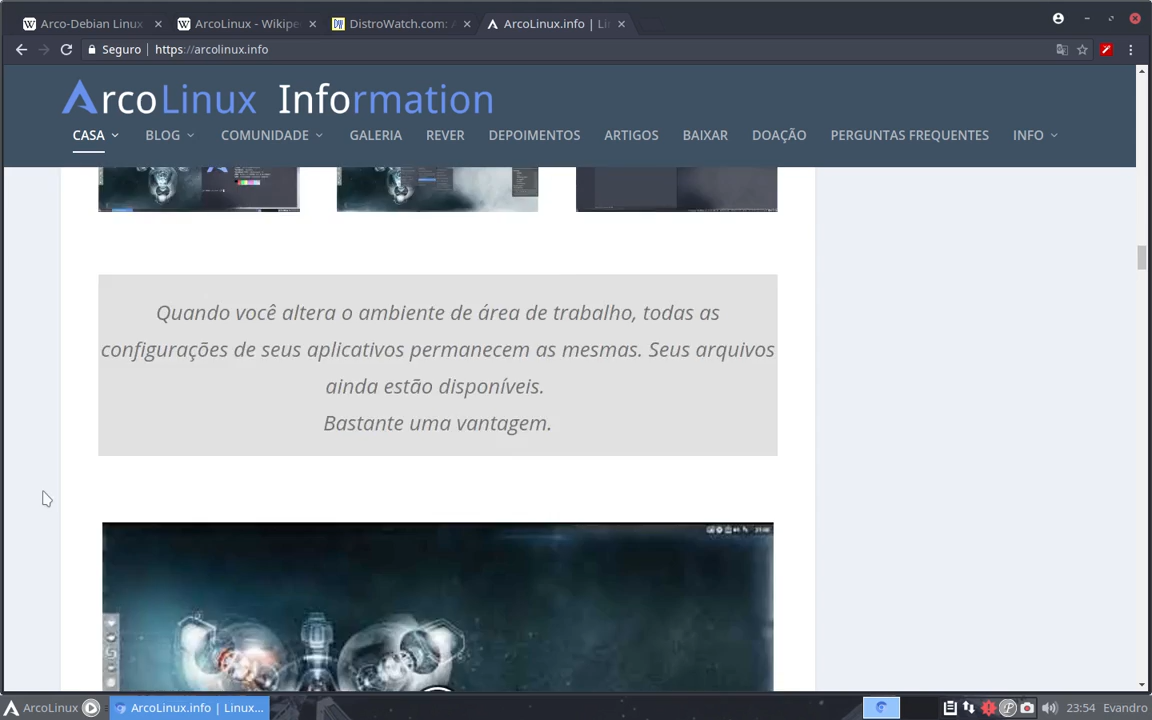 Arco-Debian Linux
ArcoLinux - Wikipe
DistroWatch.com: A
ArcoLinux.info | Li
Seguro
https://arcolinux.info
ArcoLinux Information
CASA
BLOG
COMUNIDADE
GALERIA
REVER
DEPOIMENTOS
ARTIGOS
BAIXAR
DOAÇÃO
PERGUNTAS FREQUENTES
INFO
Quando você altera o ambiente de área de trabalho, todas as
configurações de seus aplicativos permanecem as mesmas. Seus arquivos
ainda estão disponíveis.
Bastante uma vantagem.
ArcoLinux
ArcoLinux.info | Linux...
23:54
Evandro